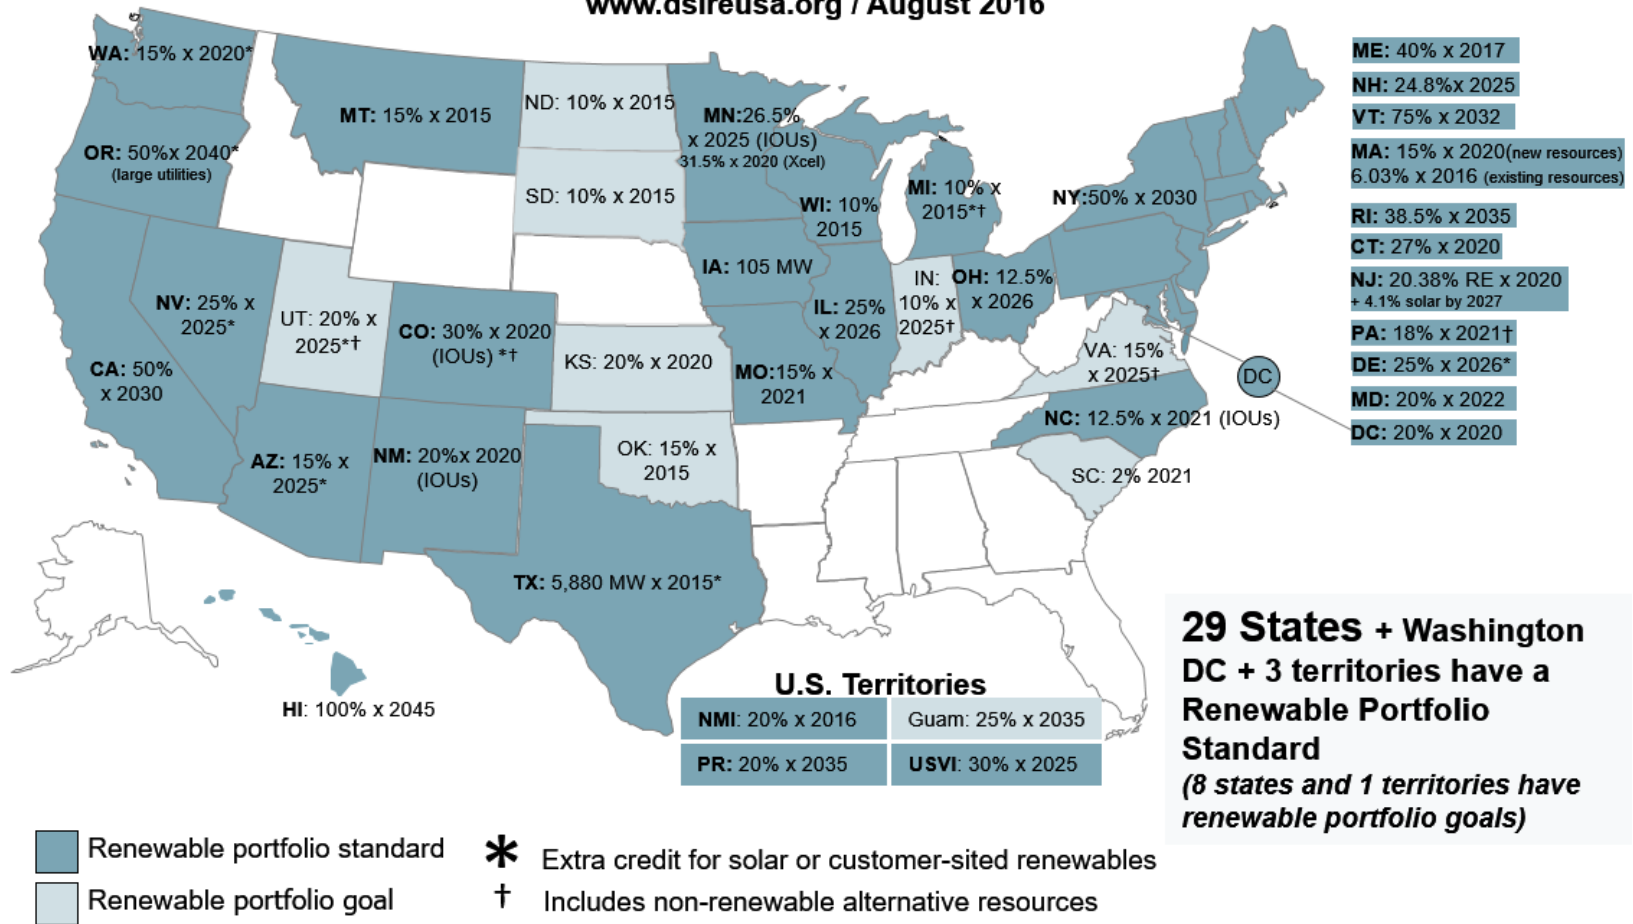 www.dsireusa.org / August 2016
WA: 15% x 2020*
OR: 50%x 2040*
(large utilities)
CA: 50%
x 2030
NV: 25% x
2025*
AZ: 15% x
2025*
MT: 15% x 2015
UT: 20% x
2025*†
CO: 30% x 2020
(IOUs) *†
NM: 20%x 2020
(IOUs)
ND: 10% x 2015
SD: 10% x 2015
KS: 20% x 2020
OK: 15% x
2015
TX: 5,880 MW x 2015*
HI: 100% x 2045
MN:26.5%
x 2025 (IOUs)
31.5% x 2020 (Xcel)
WI: 10%
2015
IA: 105 MW
IL: 25%
x 2026
MO:15% x
2021
MI: 10% x
2015*†
IN:
10% x
2025†
OH: 12.5%
x 2026
NY:50% x 2030
VA: 15%
x 2025†
NC: 12.5% x 2021 (IOUs)
SC: 2% 2021
DC
ME: 40% x 2017
NH: 24.8%x 2025
VT: 75% x 2032
MA: 15% x 2020(new resources)
6.03% x 2016 (existing resources)
RI: 38.5% x 2035
CT: 27% x 2020
NJ: 20.38% RE x 2020
+ 4.1% solar by 2027
PA: 18% x 2021†
DE: 25% x 2026*
MD: 20% x 2022
DC: 20% x 2020
U.S. Territories
NMI: 20% x 2016
Guam: 25% x 2035
PR: 20% x 2035
USVI: 30% x 2025
29 States + Washington
DC + 3 territories have a
Renewable Portfolio
Standard
(8 states and 1 territories have
renewable portfolio goals)
Renewable portfolio standard
Renewable portfolio goal
* Extra credit for solar or customer-sited renewables
† Includes non-renewable alternative resources